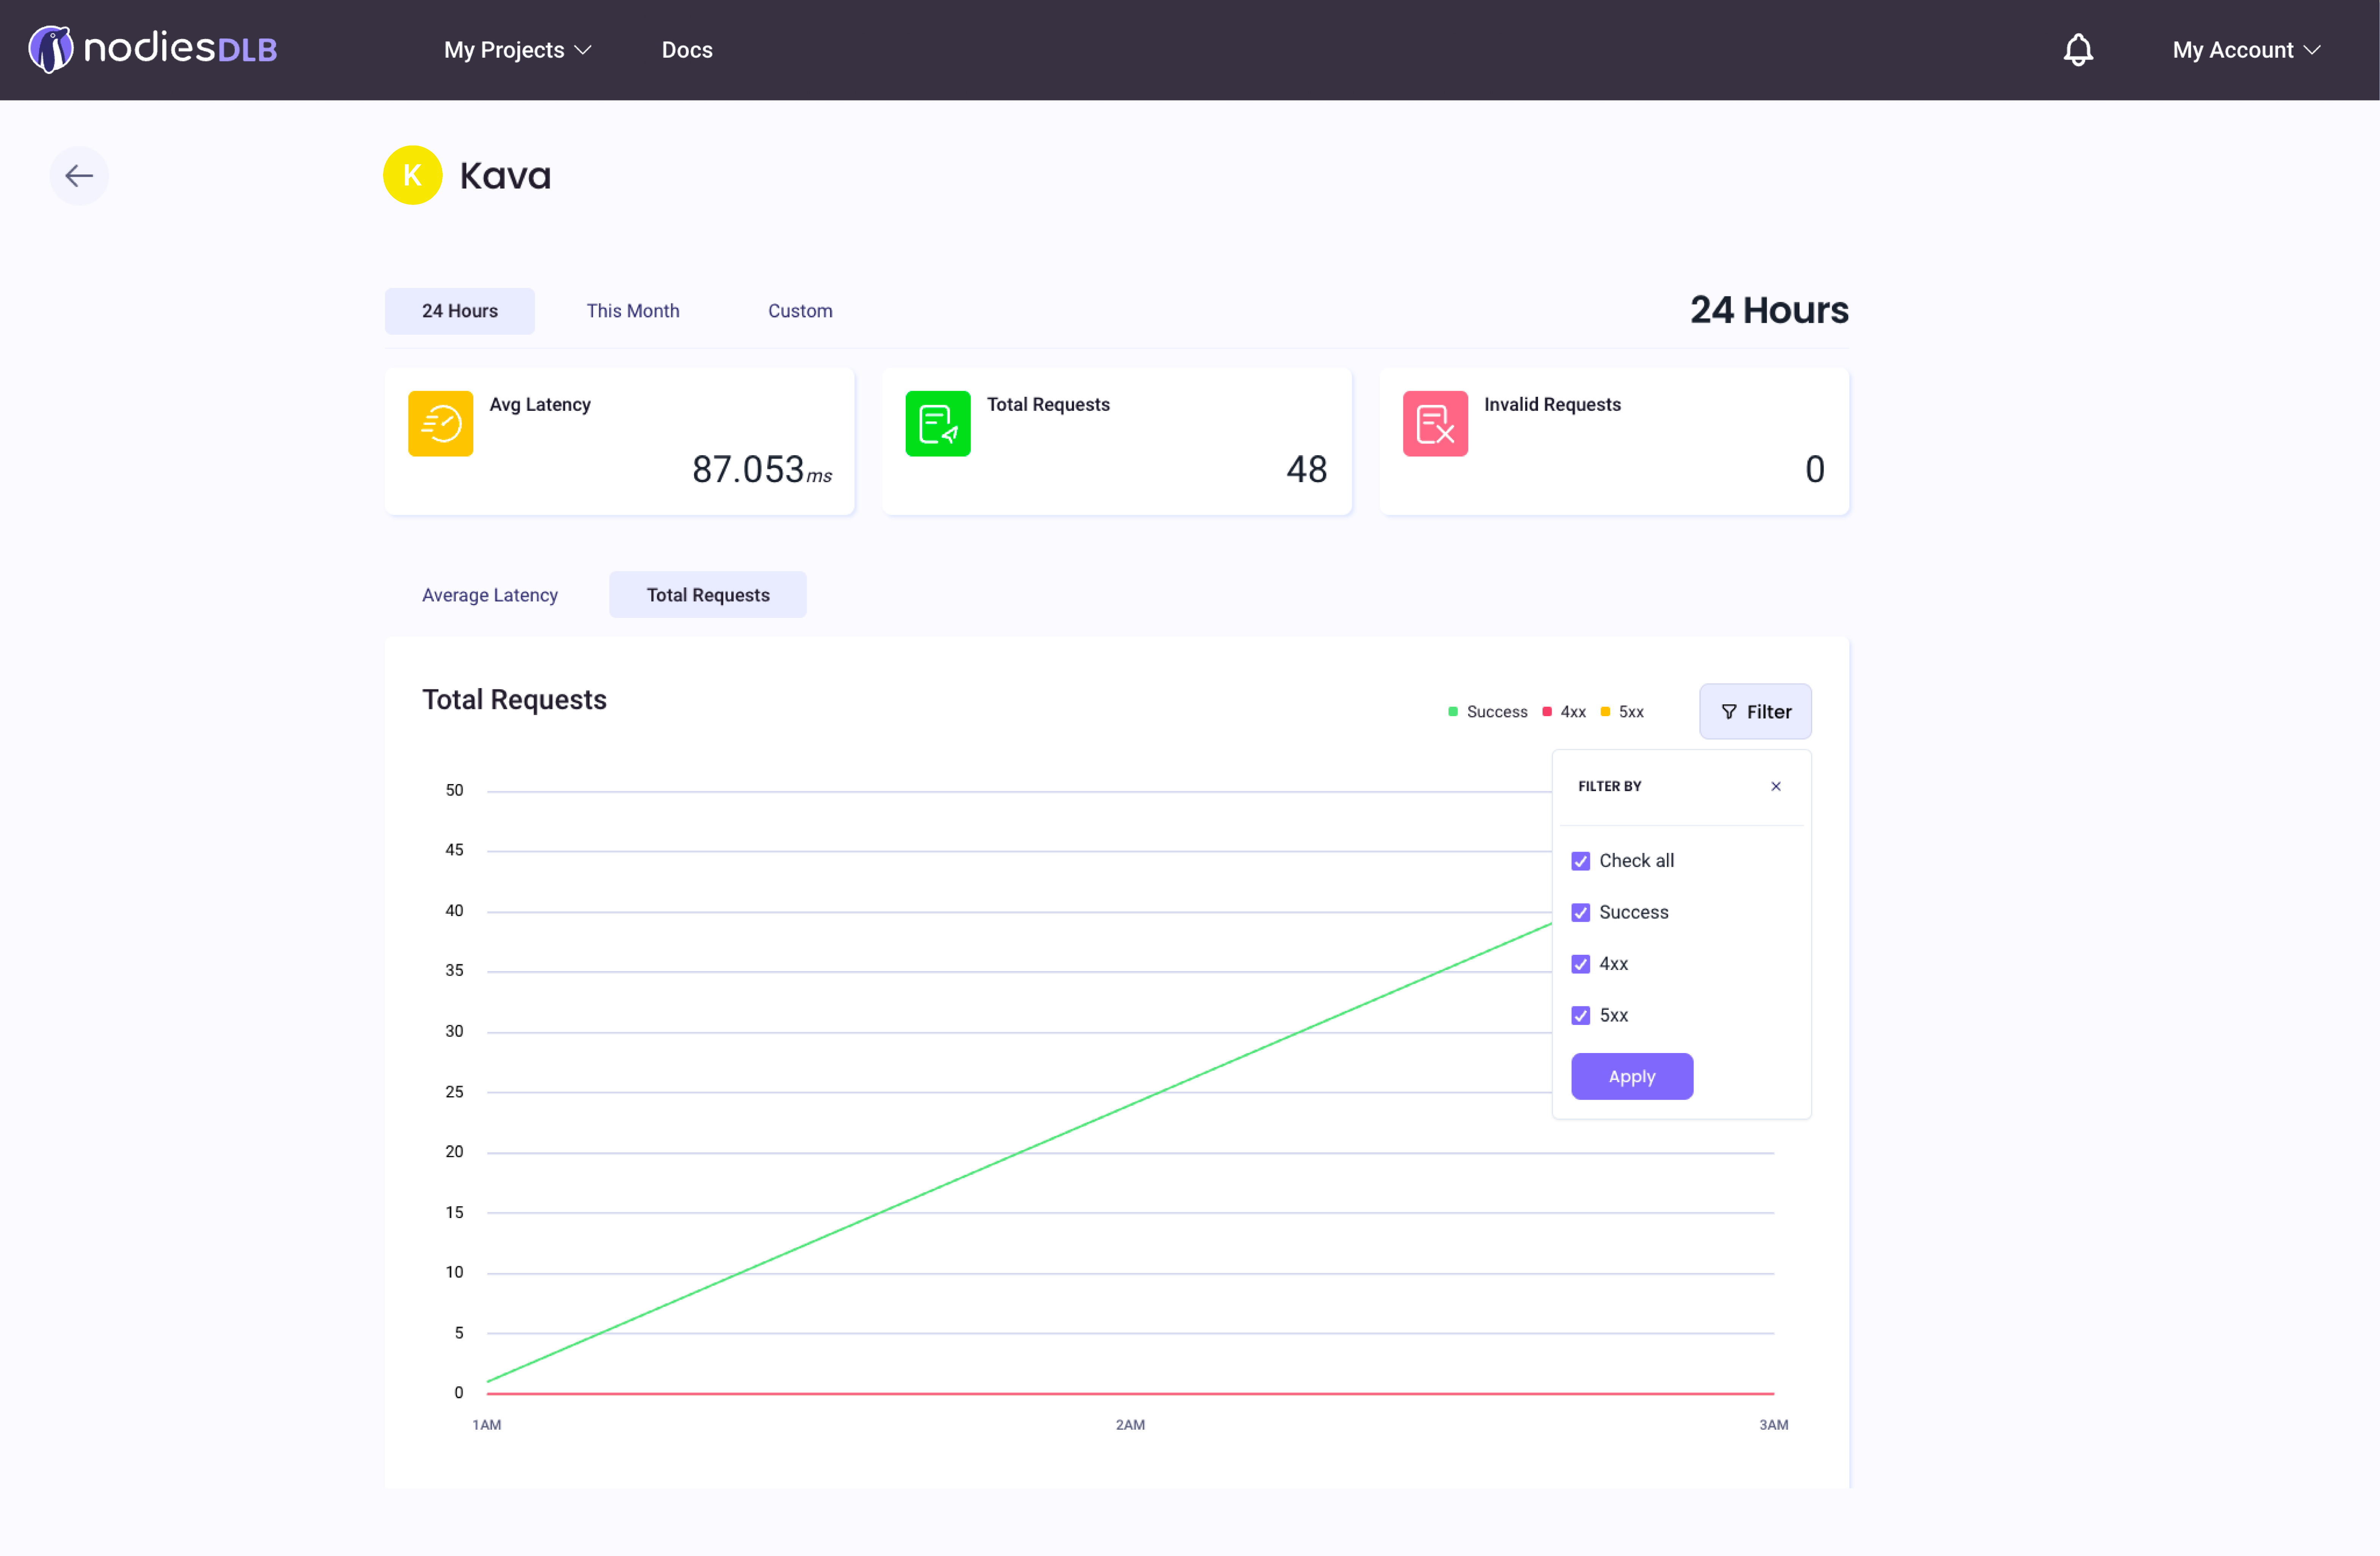 nodiesDLB
My Projects
Docs
My Account
K
Kava
24 Hours
This Month
Custom
24 Hours
Avg Latency
87.053ms
Total Requests
48
Invalid Requests
0
Average Latency
Total Requests
Total Requests
Success
4xx
5xx
Filter
FILTER BY
Check all
Success
4xx
5xx
Apply
50
45
40
35
30
25
20
15
10
5
0
1AM
2AM
3AM